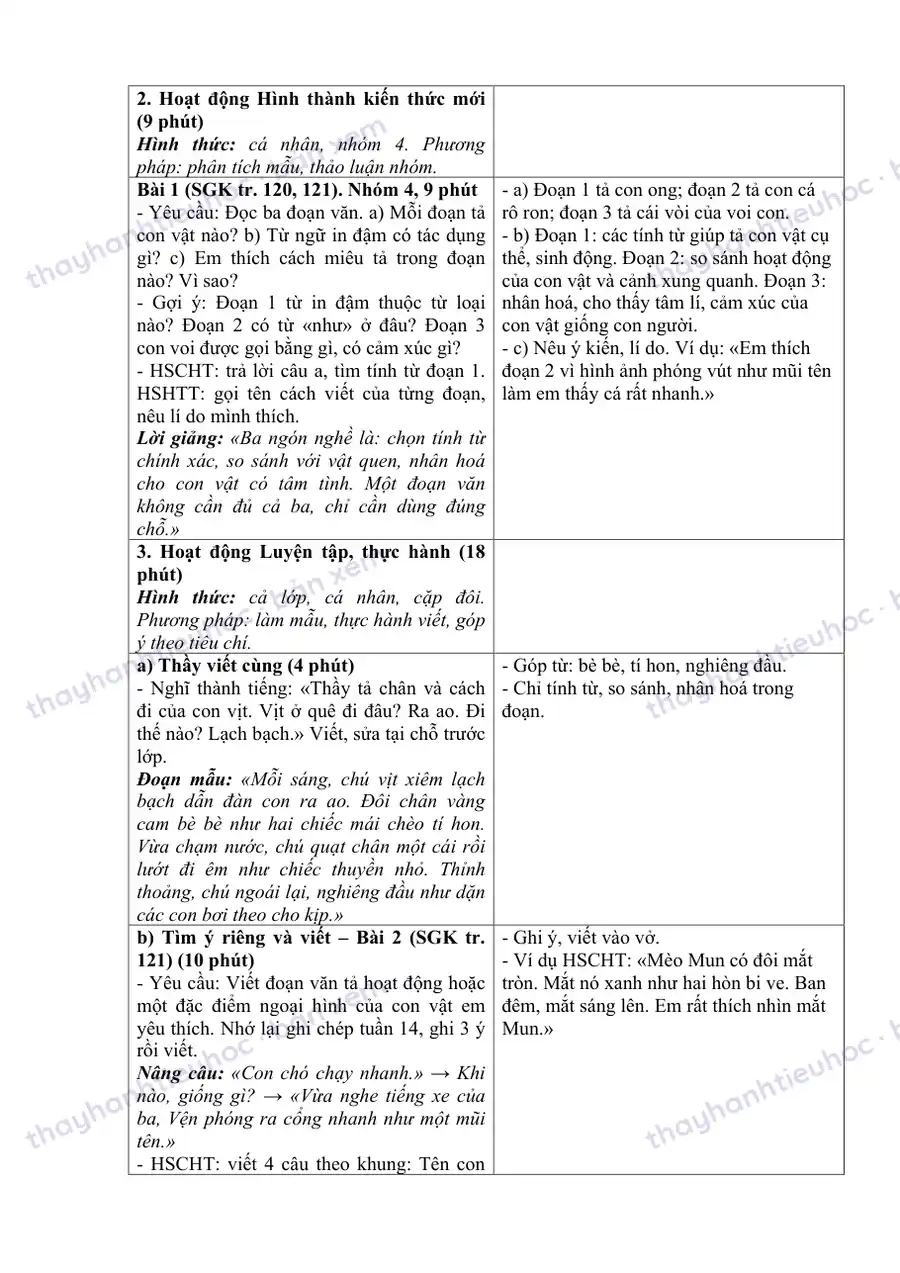 2. Hoạt động Hình thành kiến thức mới
(9 phút)
Hình thức: cá nhân, nhóm 4. Phương
pháp: phân tích mẫu, thảo luận nhóm.
Bài 1 (SGK tr. 120, 121). Nhóm 4, 9 phút
- Yêu cầu: Đọc ba đoạn văn. a) Mỗi đoạn tả
con vật nào? b) Từ ngữ in đậm có tác dụng
gì? c) Em thích cách miêu tả trong đoạn
nào? Vì sao?
- Gợi ý: Đoạn 1 từ in đậm thuộc từ loại
nào? Đoạn 2 có từ «như» ở đâu? Đoạn 3
con voi được gọi bằng gì, có cảm xúc gì?
- HSCHT: trả lời câu a, tìm tính từ đoạn 1.
HSHTT: gọi tên cách viết của từng đoạn,
nêu lí do mình thích.
Lời giảng: «Ba ngón nghề là: chọn tính từ
chính xác, so sánh với vật quen, nhân hoá
cho con vật có tâm tình. Một đoạn văn
không cần đủ cả ba, chỉ cần dùng đúng
chỗ.»
- a) Đoạn 1 tả con ong; đoạn 2 tả con cá
rô ron; đoạn 3 tả cái vòi của voi con.
- b) Đoạn 1: các tính từ giúp tả con vật cụ
thể, sinh động. Đoạn 2: so sánh hoạt động
của con vật và cảnh xung quanh. Đoạn 3:
nhân hoá, cho thấy tâm lí, cảm xúc của
con vật giống con người.
- c) Nêu ý kiến, lí do. Ví dụ: «Em thích
đoạn 2 vì hình ảnh phóng vút như mũi tên
làm em thấy cá rất nhanh.»
3. Hoạt động Luyện tập, thực hành (18
phút)
Hình thức: cả lớp, cá nhân, cặp đôi.
Phương pháp: làm mẫu, thực hành viết, góp
ý theo tiêu chí.
a) Thầy viết cùng (4 phút)
- Nghĩ thành tiếng: «Thầy tả chân và cách
đi của con vịt. Vịt ở quê đi đâu? Ra ao. Đi
thế nào? Lạch bạch.» Viết, sửa tại chỗ trước
lớp.
Đoạn mẫu: «Mỗi sáng, chú vịt xiêm lạch
bạch dẫn đàn con ra ao. Đôi chân vàng
cam bè bè như hai chiếc mái chèo tí hon.
Vừa chạm nước, chú quạt chân một cái rồi
lướt đi êm như chiếc thuyền nhỏ. Thỉnh
thoảng, chú ngoái lại, nghiêng đầu như dặn
các con bơi theo cho kịp.»
- Góp từ: bè bè, tí hon, nghiêng đầu.
- Chỉ tính từ, so sánh, nhân hoá trong
đoạn.
b) Tìm ý riêng và viết – Bài 2 (SGK tr.
121) (10 phút)
- Yêu cầu: Viết đoạn văn tả hoạt động hoặc
một đặc điểm ngoại hình của con vật em
yêu thích. Nhớ lại ghi chép tuần 14, ghi 3 ý
rồi viết.
Nâng câu: «Con chó chạy nhanh.» → Khi
nào, giống gì? → «Vừa nghe tiếng xe của
ba, Vện phóng ra cổng nhanh như một mũi
tên.»
- HSCHT: viết 4 câu theo khung: Tên con
- Ghi ý, viết vào vở.
- Ví dụ HSCHT: «Mèo Mun có đôi mắt
tròn. Mắt nó xanh như hai hòn bi ve. Ban
đêm, mắt sáng lên. Em rất thích nhìn mắt
Mun.»
thayhanhtieuhoc · bản xem
thayhanhtieuhoc · b
thayhanhtieuhoc · bản xem
thayhanhtieuhoc · b
thayhanhtieuhoc · bản xem
thayhanhtieuhoc · b